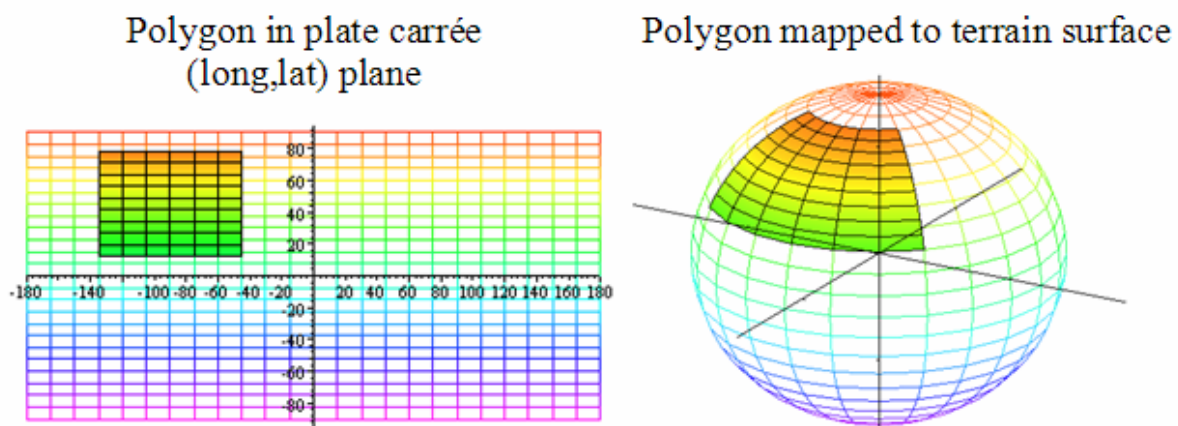 Polygon in plate carrée
(long,lat) plane
Polygon mapped to terrain surface
80
60
40
20
-180 -140 -100 -80 -60 -40 -20 20 40 60 80 100 120 140 160 180
-20
-40
-60
-80